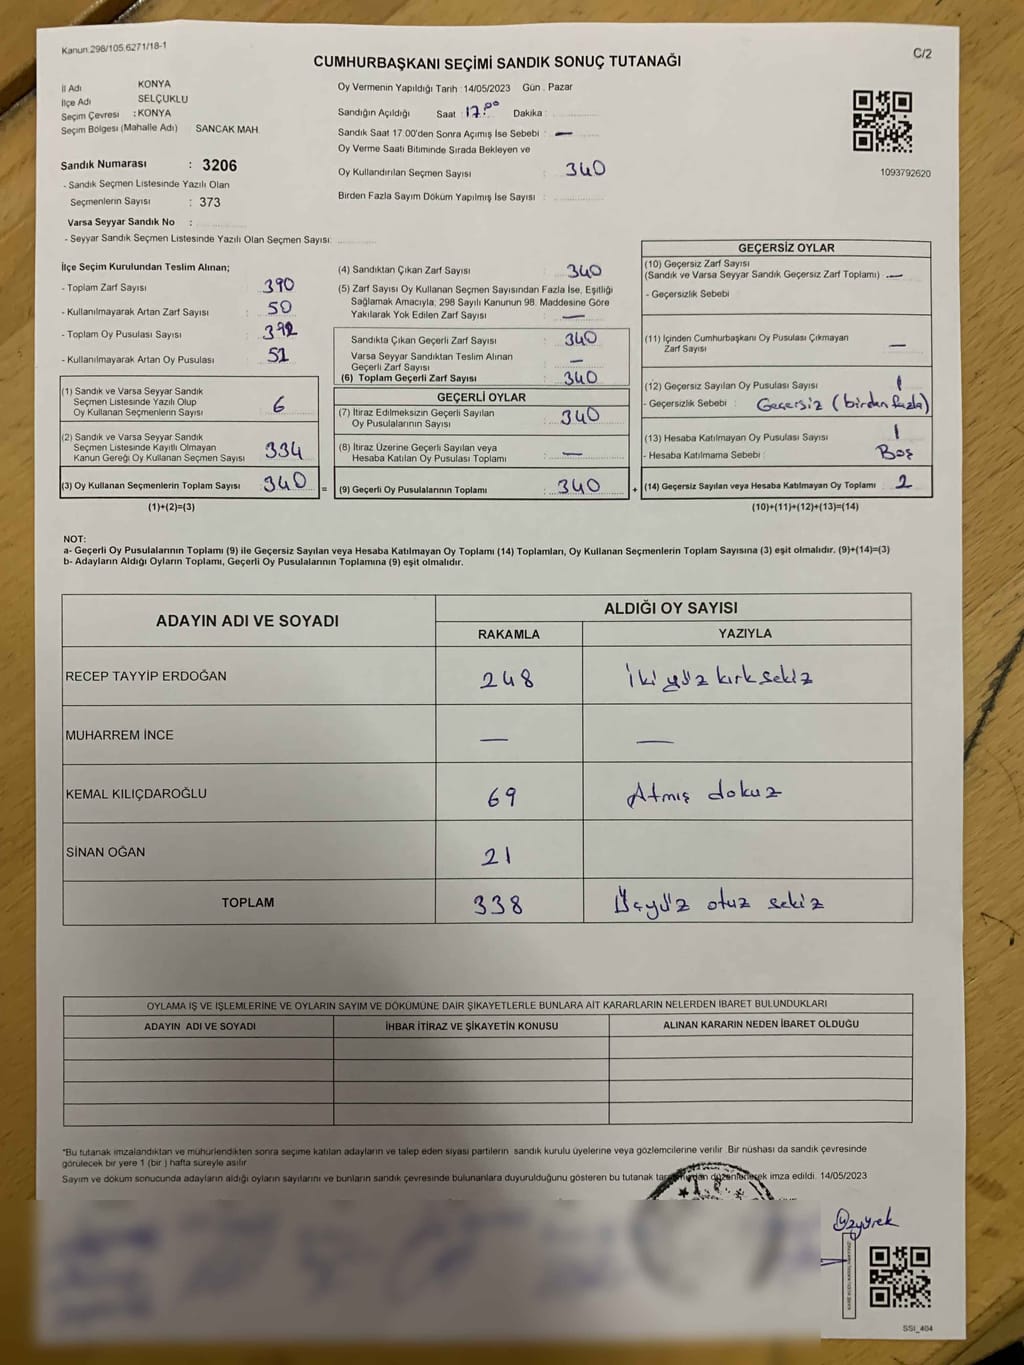 Kanun.298/105.6271/18-1
C/2
CUMHURBAŞKANI SEÇİMİ SANDIK SONUÇ TUTANAĞI
İl Adı KONYA
İlçe Adı SELÇUKLU
Seçim Çevresi : KONYA
Seçim Bölgesi (Mahalle Adı) SANCAK MAH.
Sandık Numarası : 3206
- Sandık Seçmen Listesinde Yazılı Olan
Seçmenlerin Sayısı : 373
Varsa Seyyar Sandık No :
- Seyyar Sandık Seçmen Listesinde Yazılı Olan Seçmen Sayısı:
Oy Vermenin Yapıldığı Tarih : 14/05/2023 Gün . Pazar
Sandığın Açıldığı Saat : 17.00 Dakika :
Sandık Saat 17.00'den Sonra Açımış İse Sebebi : —
Oy Verme Saati Bitiminde Sırada Bekleyen ve
Oy Kullandırılan Seçmen Sayısı : 340
Birden Fazla Sayım Döküm Yapılmış İse Sayısı :
1093792620
İlçe Seçim Kurulundan Teslim Alınan;
- Toplam Zarf Sayısı 390
- Kullanılmayarak Artan Zarf Sayısı : 50
- Toplam Oy Pusulası Sayısı : 392
- Kullanılmayarak Artan Oy Pusulası : 52
(1) Sandık ve Varsa Seyyar Sandık
Seçmen Listesinde Yazılı Olup
Oy Kullanan Seçmenlerin Sayısı : 6
(2) Sandık ve Varsa Seyyar Sandık
Seçmen Listesinde Kayıtlı Olmayan
Kanun Gereği Oy Kullanan Seçmen Sayısı : 334
(3) Oy Kullanan Seçmenlerin Toplam Sayısı : 340
(1)+(2)=(3)
(4) Sandıktan Çıkan Zarf Sayısı : 340
(5) Zarf Sayısı Oy Kullanan Seçmen Sayısından Fazla İse, Eşitliği
Sağlamak Amacıyla, 298 Sayılı Kanunun 98. Maddesine Göre
Yakılarak Yok Edilen Zarf Sayısı : —
Sandıkta Çıkan Geçerli Zarf Sayısı : 340
Varsa Seyyar Sandıktan Teslim Alınan
Geçerli Zarf Sayısı : —
(6) Toplam Geçerli Zarf Sayısı : 340
GEÇERLİ OYLAR
(7) İtiraz Edilmeksizin Geçerli Sayılan
Oy Pusulalarının Sayısı : 340
(8) İtiraz Üzerine Geçerli Sayılan veya
Hesaba Katılan Oy Pusulası Toplamı : —
= (9) Geçerli Oy Pusulalarının Toplamı : 340
GEÇERSİZ OYLAR
(10) Geçersiz Zarf Sayısı
(Sandık ve Varsa Seyyar Sandık Geçersiz Zarf Toplamı) : —
- Geçersizlik Sebebi
(11) İçinden Cumhurbaşkanı Oy Pusulası Çıkmayan
Zarf Sayısı —
(12) Geçersiz Sayılan Oy Pusulası Sayısı : 1
- Geçersizlik Sebebi : Geçersiz (birden fazla)
(13) Hesaba Katılmayan Oy Pusulası Sayısı : 1
- Hesaba Katılmama Sebebi : Boş
+ (14) Geçersiz Sayılan veya Hesaba Katılmayan Oy Toplamı : 2
(10)+(11)+(12)+(13)=(14)
NOT:
a- Geçerli Oy Pusulalarının Toplamı (9) ile Geçersiz Sayılan veya Hesaba Katılmayan Oy Toplamı (14) Toplamları, Oy Kullanan Seçmenlerin Toplam Sayısına (3) eşit olmalıdır. (9)+(14)=(3)
b- Adayların Aldığı Oyların Toplamı, Geçerli Oy Pusulalarının Toplamına (9) eşit olmalıdır.
ADAYIN ADI VE SOYADI
ALDIĞI OY SAYISI
RAKAMLA YAZIYLA
RECEP TAYYİP ERDOĞAN 248 İki yüz kırk sekiz
MUHARREM İNCE — —
KEMAL KILIÇDAROĞLU 69 Atmış dokuz
SİNAN OĞAN 21
TOPLAM 338 Üçyüz otuz sekiz
OYLAMA İŞ VE İŞLEMLERİNE VE OYLARIN SAYIM VE DÖKÜMÜNE DAİR ŞİKAYETLERLE BUNLARA AİT KARARLARIN NELERDEN İBARET BULUNDUKLARI
ADAYIN ADI VE SOYADI İHBAR İTİRAZ VE ŞİKAYETİN KONUSU ALINAN KARARIN NEDEN İBARET OLDUĞU
*Bu tutanak imzalandıktan ve mühürlendikten sonra seçime katılan adayların ve talep eden siyasi partilerin sandık kurulu üyelerine veya gözlemcilerine verilir. Bir nüshası da sandık çevresinde
görülecek bir yere 1 (bir) hafta süreyle asılır
Sayım ve döküm sonucunda adayların aldığı oyların sayılarını ve bunların sandık çevresinde bulunanlara duyurulduğunu gösteren bu tutanak tarafımızdan düzenlenerek imza edildi. 14/05/2023
Özyürek
SSI_404